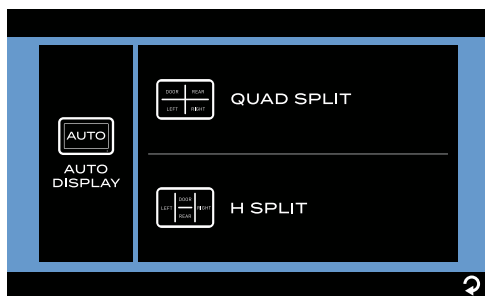 AUTO
AUTO
DISPLAY
DOOR REAR
LEFT RIGHT
QUAD SPLIT
DOOR
LEFT RIGHT
REAR
H SPLIT